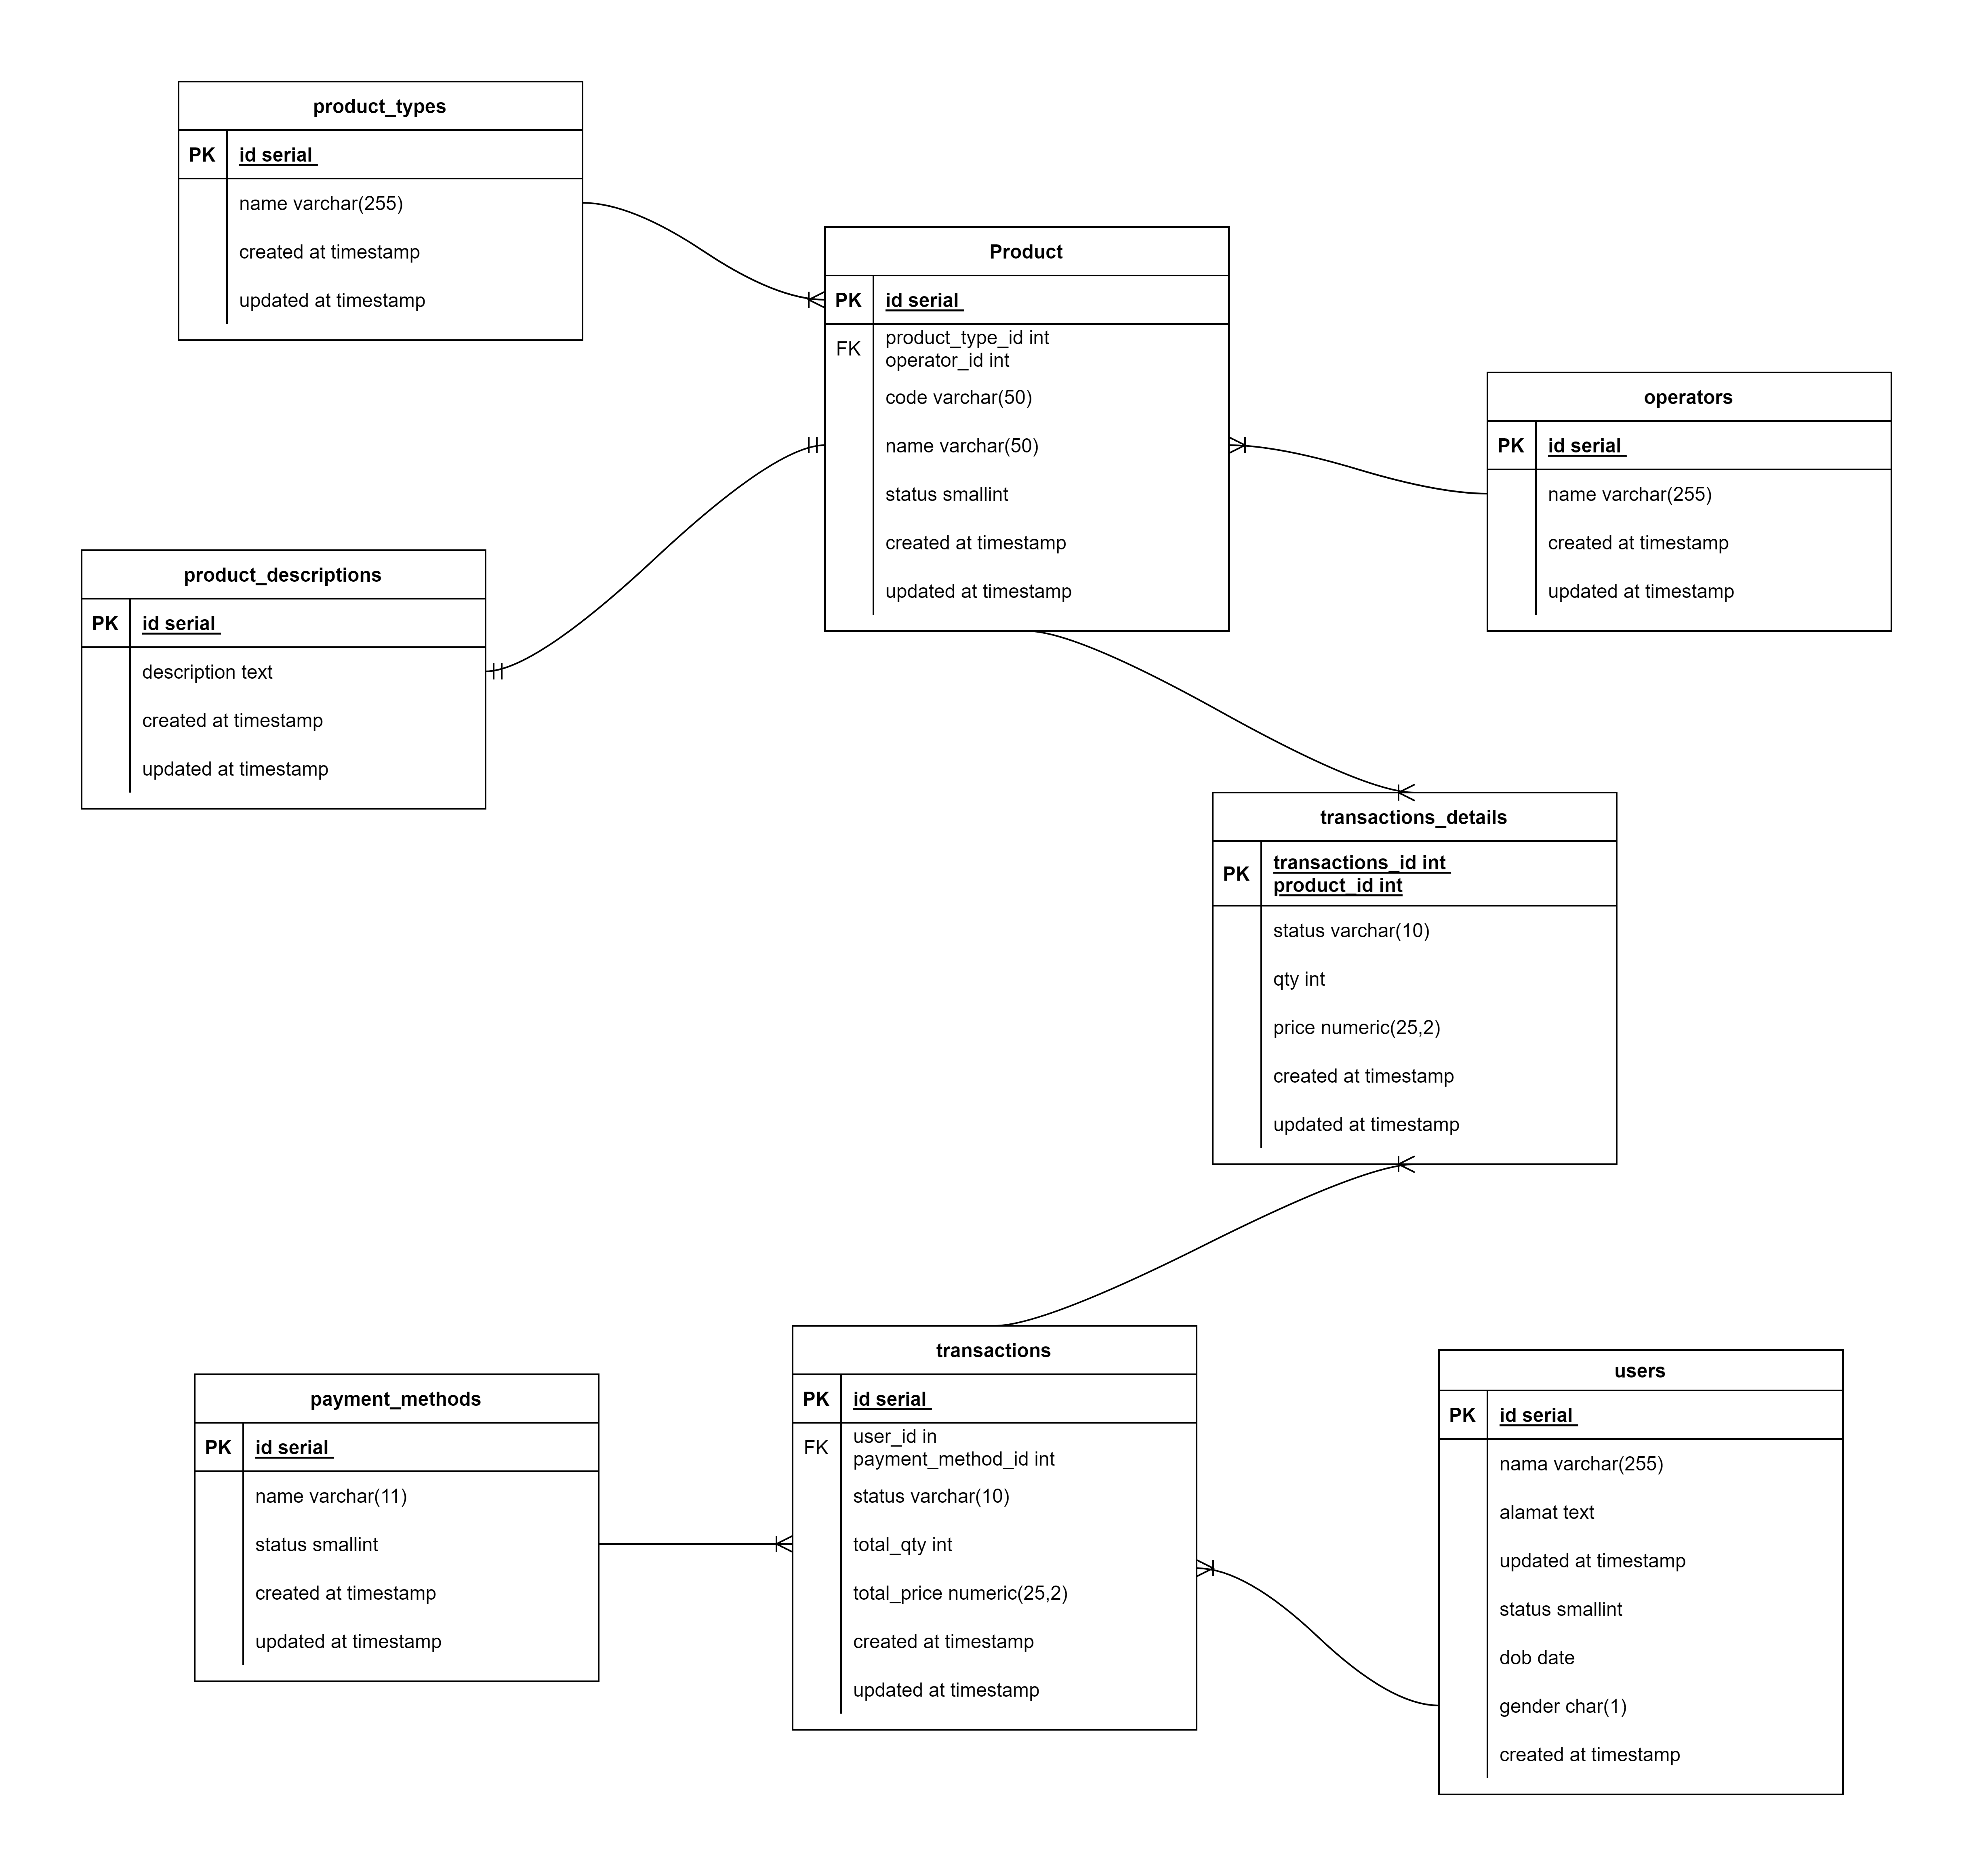 product_types
PK id serial
name varchar(255)
created at timestamp
updated at timestamp
Product
PK id serial
FK product_type_id int
operator_id int
code varchar(50)
name varchar(50)
status smallint
created at timestamp
updated at timestamp
operators
PK id serial
name varchar(255)
created at timestamp
updated at timestamp
product_descriptions
PK id serial
description text
created at timestamp
updated at timestamp
transactions_details
PK transactions_id int
product_id int
status varchar(10)
qty int
price numeric(25,2)
created at timestamp
updated at timestamp
payment_methods
PK id serial
name varchar(11)
status smallint
created at timestamp
updated at timestamp
transactions
PK id serial
FK user_id in
payment_method_id int
status varchar(10)
total_qty int
total_price numeric(25,2)
created at timestamp
updated at timestamp
users
PK id serial
nama varchar(255)
alamat text
updated at timestamp
status smallint
dob date
gender char(1)
created at timestamp